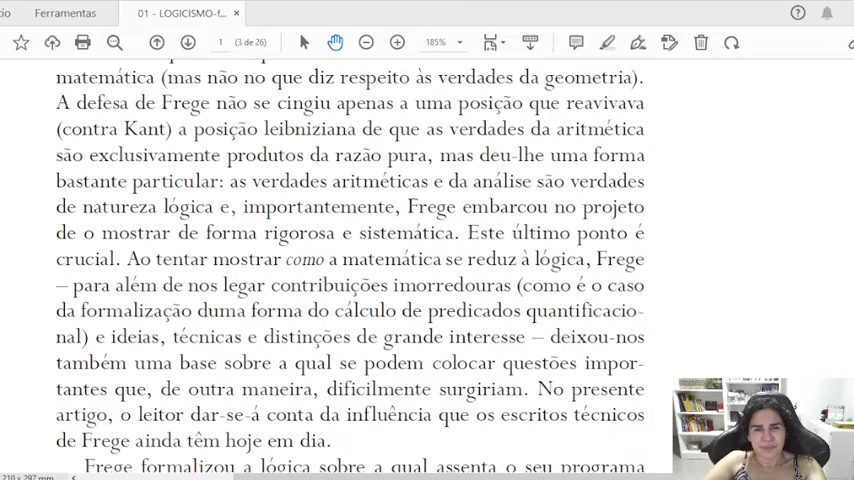 Ferramentas
01 - LOGICISMO-f...
×
1
(3 de 26)
185%
matemática (mas não no que diz respeito às verdades da geometria).
A defesa de Frege não se cingiu apenas a uma posição que reavivava
(contra Kant) a posição leibniziana de que as verdades da aritmética
são exclusivamente produtos da razão pura, mas deu-lhe uma forma
bastante particular: as verdades aritméticas e da análise são verdades
de natureza lógica e, importantemente, Frege embarcou no projeto
de o mostrar de forma rigorosa e sistemática. Este último ponto é
crucial. Ao tentar mostrar como a matemática se reduz à lógica, Frege
– para além de nos legar contribuições imorredouras (como é o caso
da formalização duma forma do cálculo de predicados quantificacio-
nal) e ideias, técnicas e distinções de grande interesse – deixou-nos
também uma base sobre a qual se podem colocar questões impor-
tantes que, de outra maneira, dificilmente surgiriam. No presente
artigo, o leitor dar-se-á conta da influência que os escritos técnicos
de Frege ainda têm hoje em dia.
Frege formalizou a lógica sobre a qual assenta o seu programa
210 x 297 mm